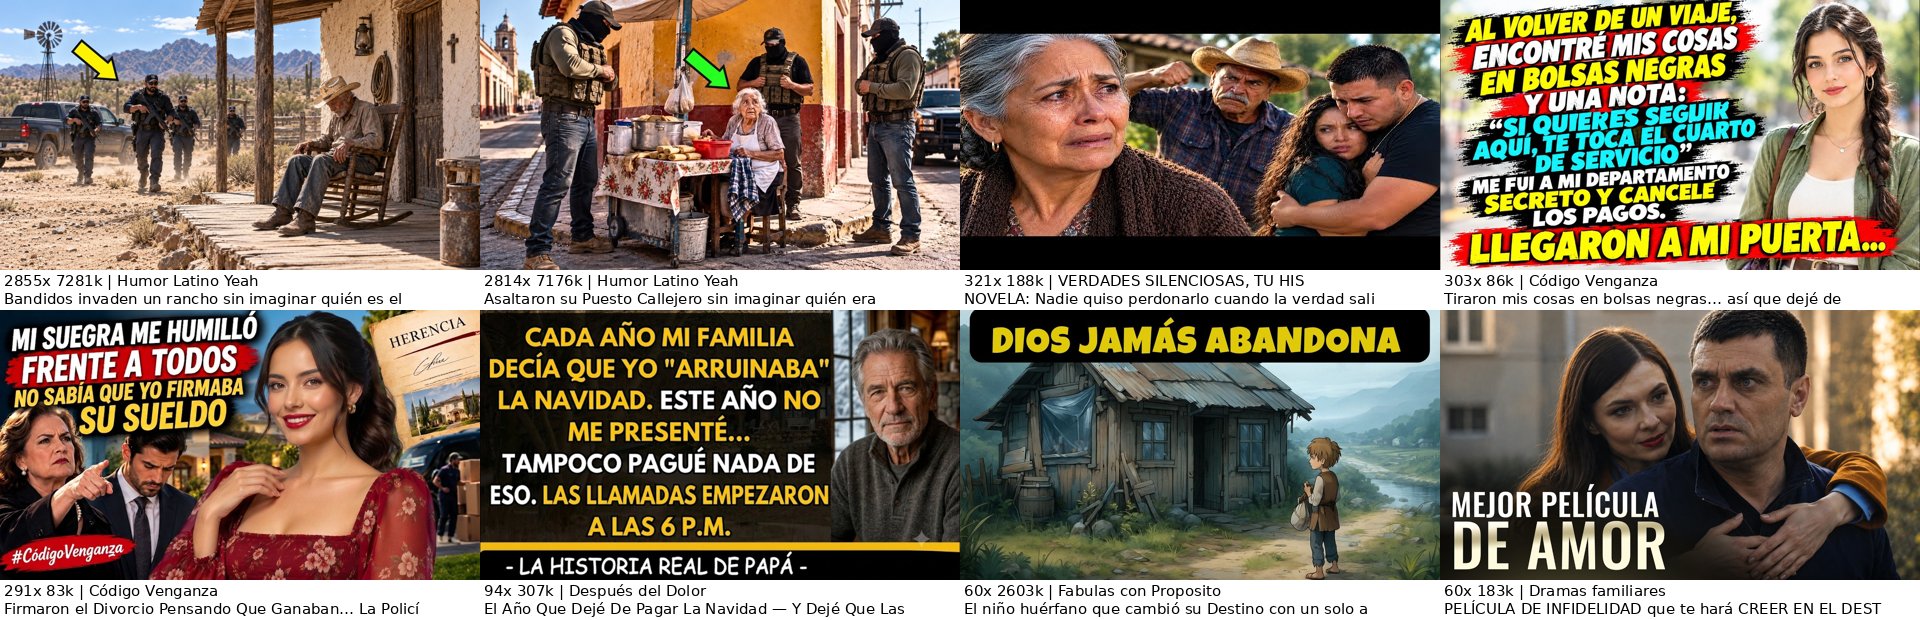 AL VOLVER DE UN VIAJE,
ENCONTRÉ MIS COSAS
EN BOLSAS NEGRAS
Y UNA NOTA:
"SI QUIERES SEGUIR
AQUÍ, TE TOCA EL CUARTO
DE SERVICIO"
ME FUI A MI DEPARTAMENTO
SECRETO Y CANCELE
LOS PAGOS.
LLEGARON A MI PUERTA...
2855x 7281k | Humor Latino Yeah
Bandidos invaden un rancho sin imaginar quién es el
2814x 7176k | Humor Latino Yeah
Asaltaron su Puesto Callejero sin imaginar quién era
321x 188k | VERDADES SILENCIOSAS, TU HIS
NOVELA: Nadie quiso perdonarlo cuando la verdad sali
303x 86k | Código Venganza
Tiraron mis cosas en bolsas negras... así que dejé de
MI SUEGRA ME HUMILLÓ
FRENTE A TODOS
NO SABÍA QUE YO FIRMABA
SU SUELDO
HERENCIA
#CódigoVenganza
CADA AÑO MI FAMILIA
DECÍA QUE YO "ARRUINABA"
LA NAVIDAD. ESTE AÑO NO
ME PRESENTÉ...
TAMPOCO PAGUÉ NADA DE
ESO. LAS LLAMADAS EMPEZARON
A LAS 6 P.M.
- LA HISTORIA REAL DE PAPÁ -
DIOS JAMÁS ABANDONA
MEJOR PELÍCULA
DE AMOR
291x 83k | Código Venganza
Firmaron el Divorcio Pensando Que Ganaban... La Policí
94x 307k | Después del Dolor
El Año Que Dejé De Pagar La Navidad — Y Dejé Que Las
60x 2603k | Fabulas con Proposito
El niño huérfano que cambió su Destino con un solo a
60x 183k | Dramas familiares
PELÍCULA DE INFIDELIDAD que te hará CREER EN EL DEST